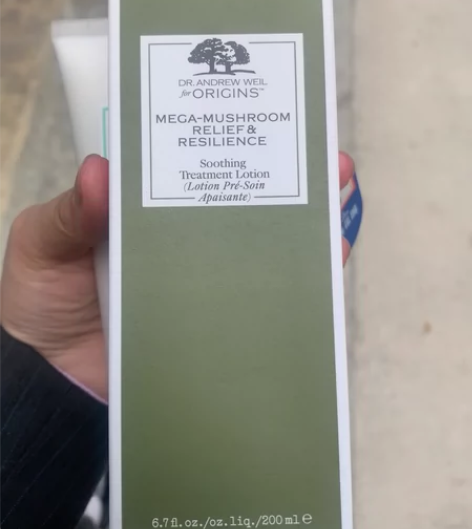 DR. ANDREW WEIL
for ORIGINS™
MEGA-MUSHROOM
RELIEF &
RESILIENCE
Soothing
Treatment Lotion
(Lotion Pré-Soin
Apaisante)
6.7 fl. oz./oz. liq./200 ml e